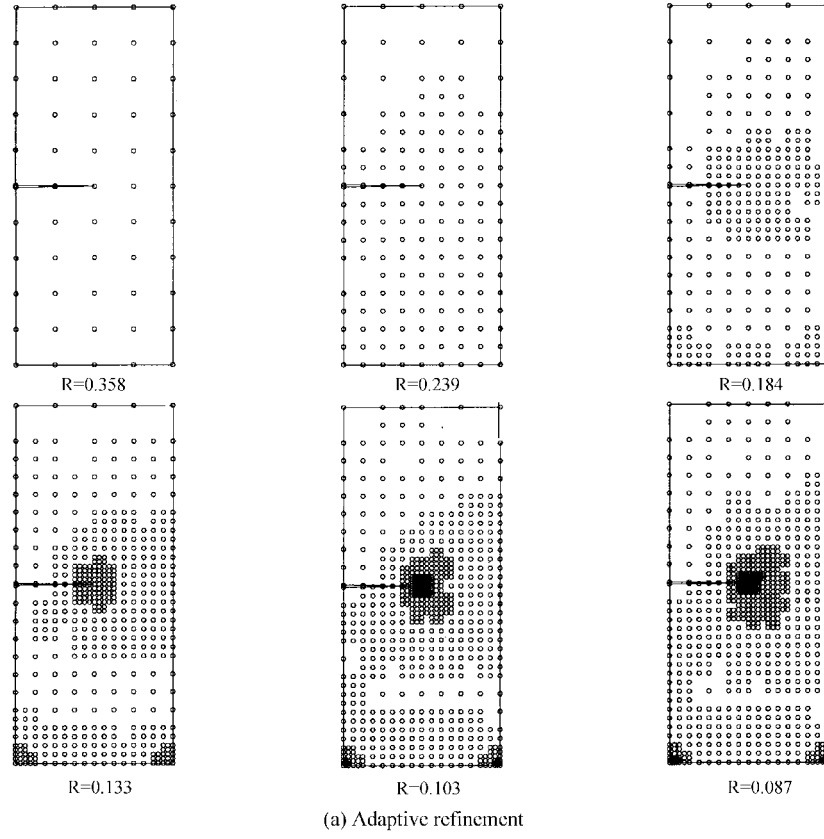 R=0.358
R=0.239
R=0.184
R=0.133
R=0.103
R=0.087
(a) Adaptive refinement